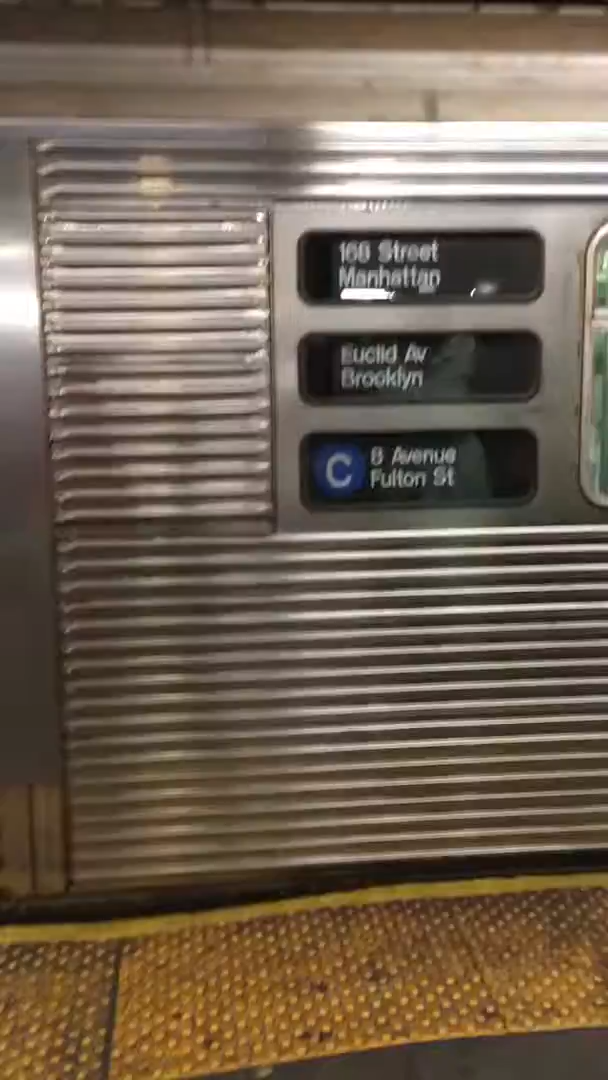 168 Street
Manhattan
Euclid Av
Brooklyn
C
8 Avenue
Fulton St